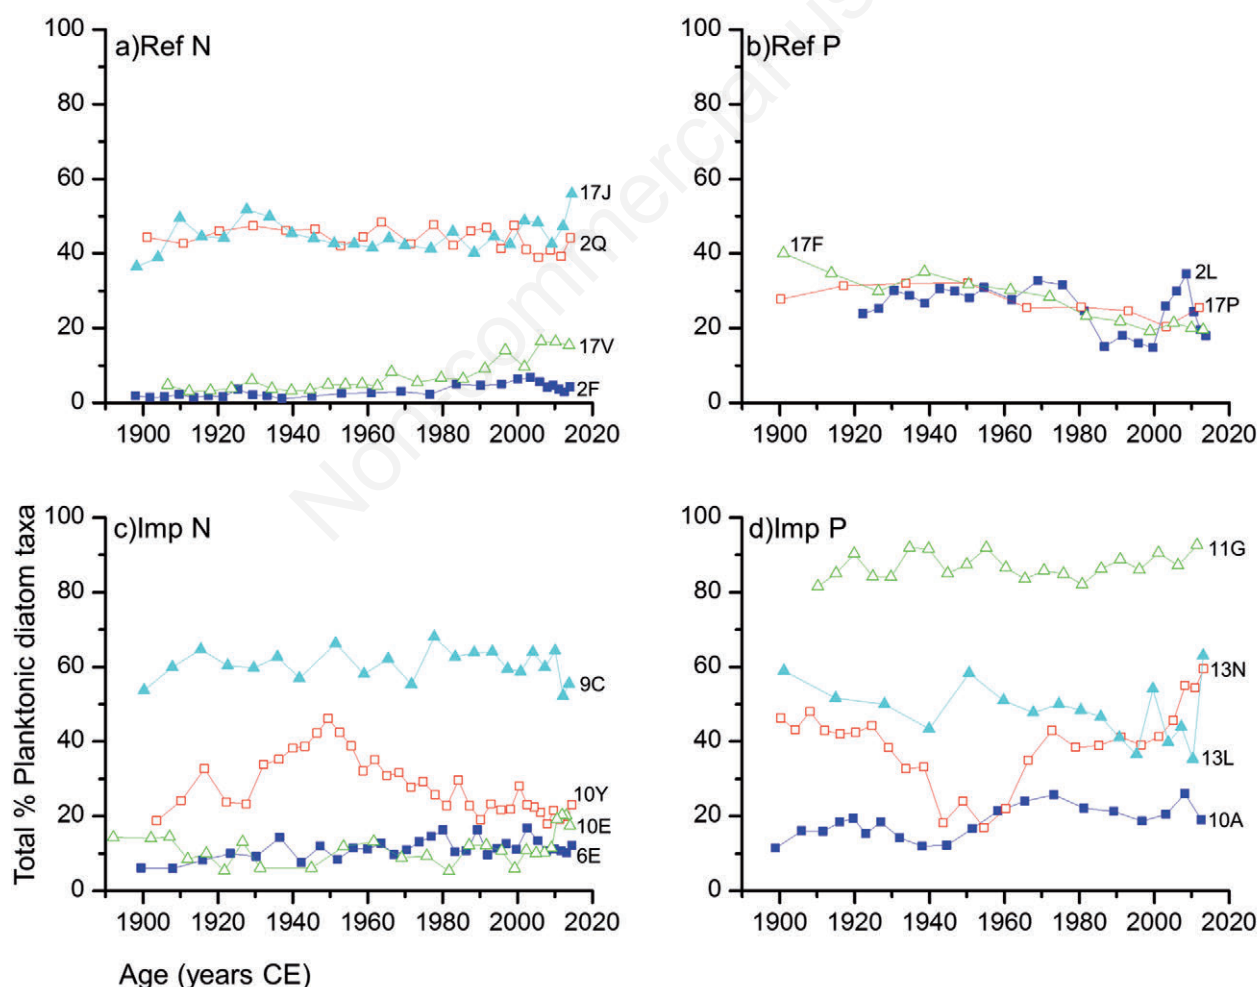 a)Ref N
100
80
60
40
20
0
17J
2Q
17V
2F
1900 1920 1940 1960 1980 2000 2020
b)Ref P
100
80
60
40
20
0
17F
2L
17P
1900 1920 1940 1960 1980 2000 2020
Total % Planktonic diatom taxa
c)Imp N
100
80
60
40
20
0
9C
10Y
10E
6E
1900 1920 1940 1960 1980 2000 2020
Age (years CE)
d)Imp P
100
80
60
40
20
0
11G
13N
13L
10A
1900 1920 1940 1960 1980 2000 2020
Non-commercial us